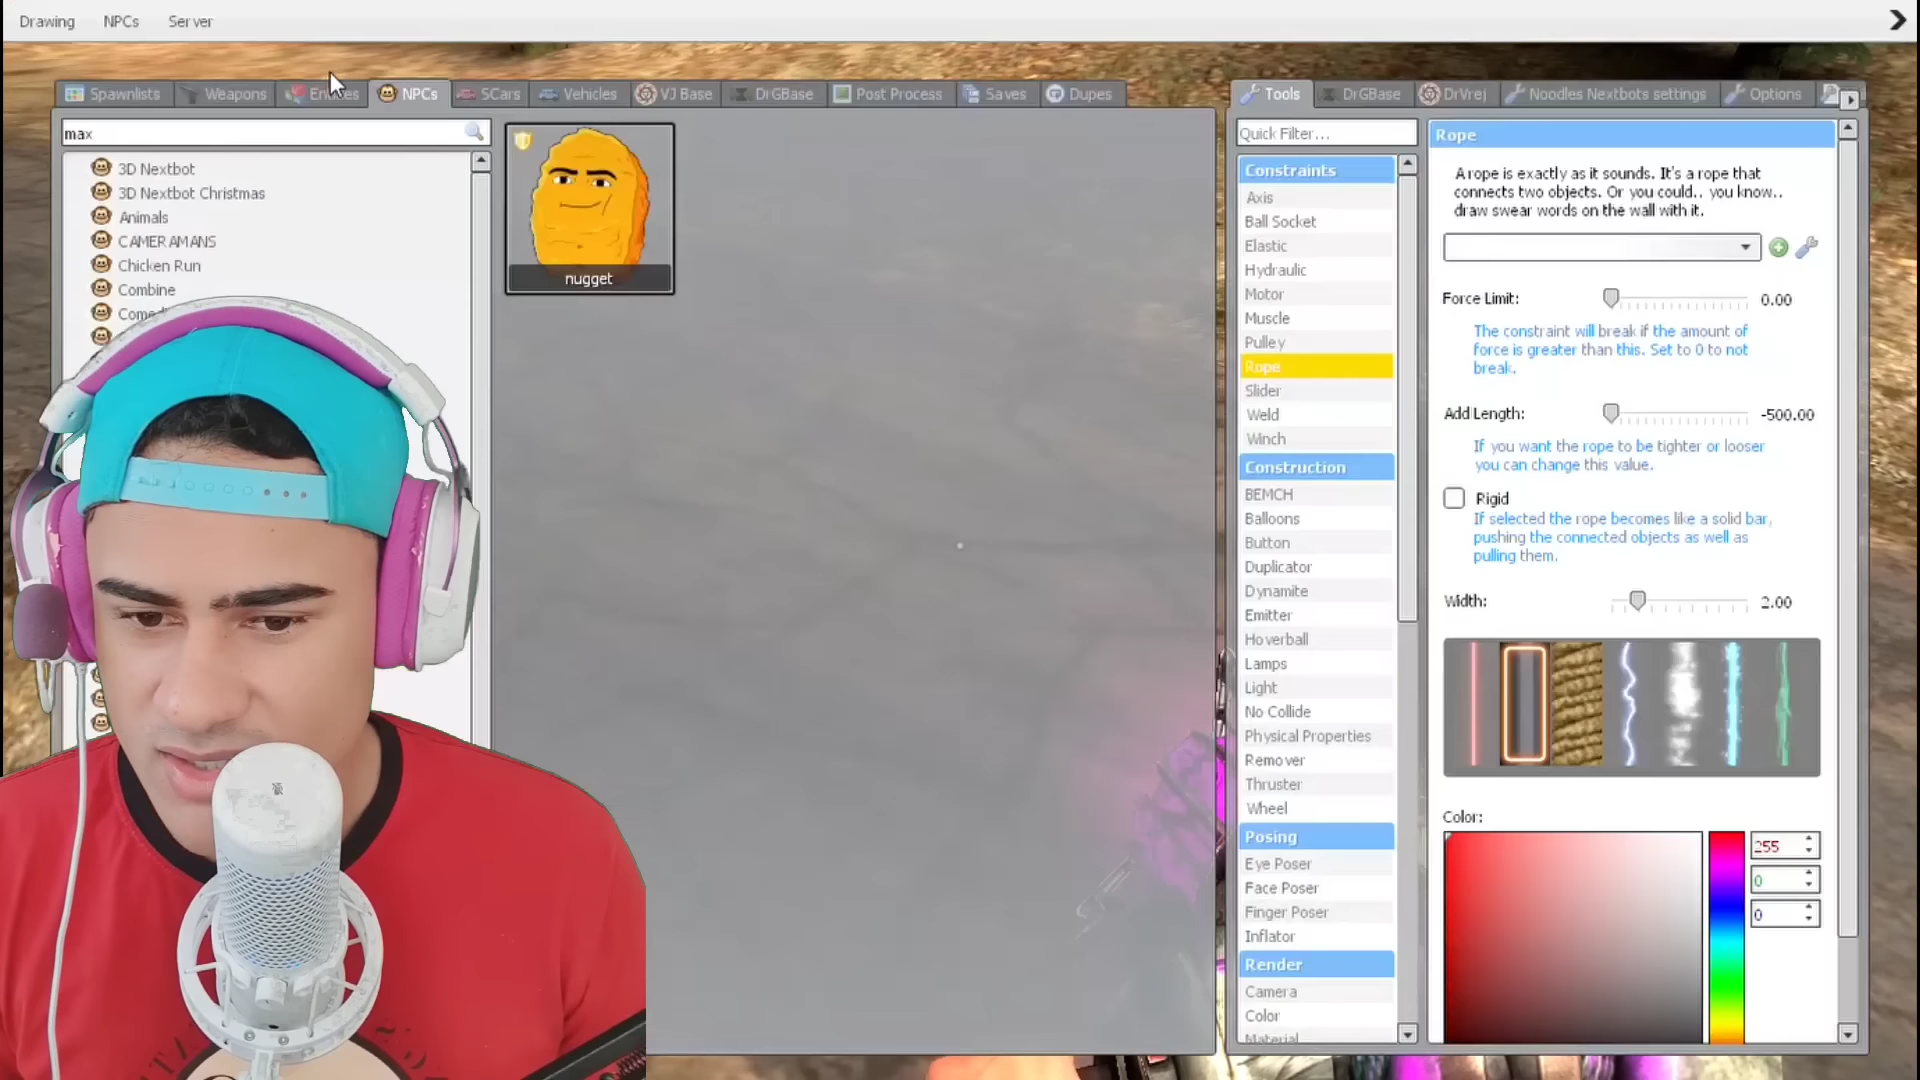 Drawing NPCs Server
Spawnlists Weapons Entities NPCs SCars Vehicles VJ Base DrGBase Post Process Saves Dupes
max
3D Nextbot
3D Nextbot Christmas
Animals
CAMERAMANS
Chicken Run
Combine
nugget
Tools DrGBase DrVrej Noodles Nextbots settings Options
Quick Filter...
Constraints
Axis
Ball Socket
Elastic
Hydraulic
Motor
Muscle
Pulley
Rope
Slider
Weld
Winch
Construction
BEMCH
Balloons
Button
Duplicator
Dynamite
Emitter
Hoverball
Lamps
Light
No Collide
Physical Properties
Remover
Thruster
Wheel
Posing
Eye Poser
Face Poser
Finger Poser
Inflator
Render
Camera
Color
Material
Rope
A rope is exactly as it sounds. It's a rope that
connects two objects. Or you could.. you know..
draw swear words on the wall with it.
Force Limit: 0.00
The constraint will break if the amount of
force is greater than this. Set to 0 to not
break.
Add Length: -500.00
If you want the rope to be tighter or looser
you can change this value.
Rigid
If selected the rope becomes like a solid bar,
pushing the connected objects as well as
pulling them.
Width: 2.00
Color:
255
0
0